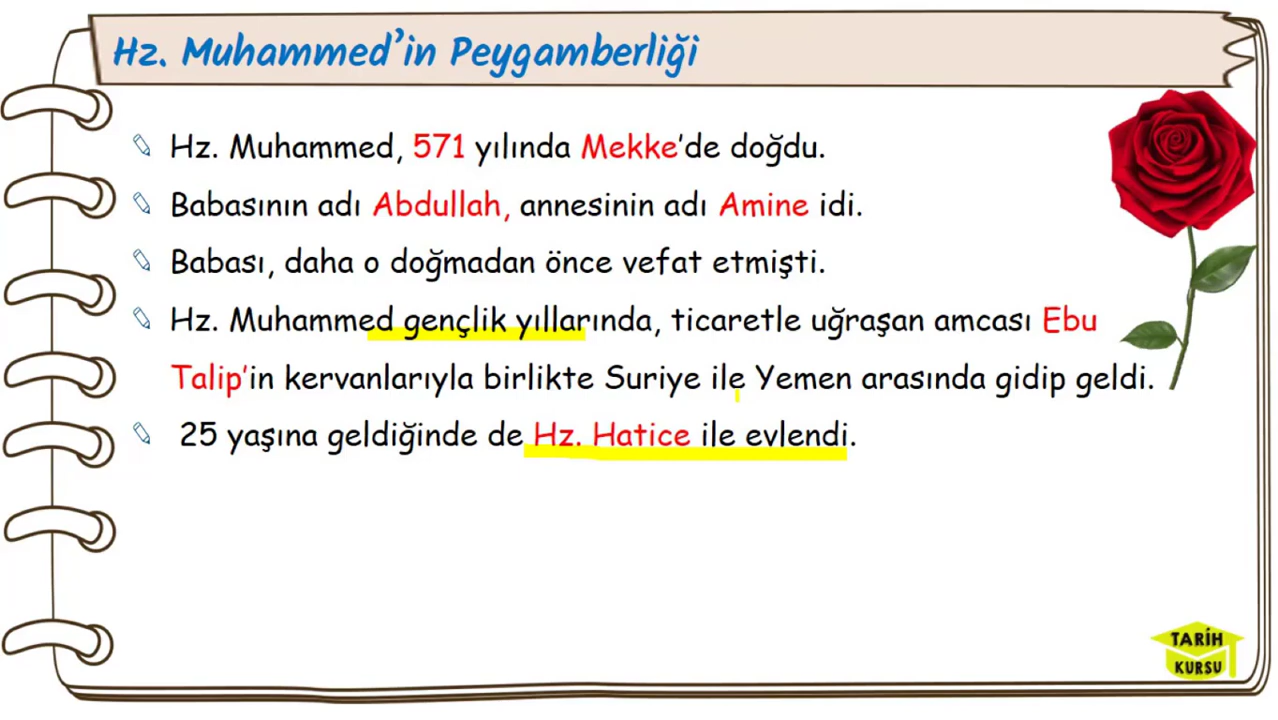 Hz. Muhammed’in Peygamberliği
Hz. Muhammed, 571 yılında Mekke’de doğdu.
Babasının adı Abdullah, annesinin adı Amine idi.
Babası, daha o doğmadan önce vefat etmişti.
Hz. Muhammed gençlik yıllarında, ticaretle uğraşan amcası Ebu
Talip’in kervanlarıyla birlikte Suriye ile Yemen arasında gidip geldi.
25 yaşına geldiğinde de Hz. Hatice ile evlendi.
TARİH
KURSU